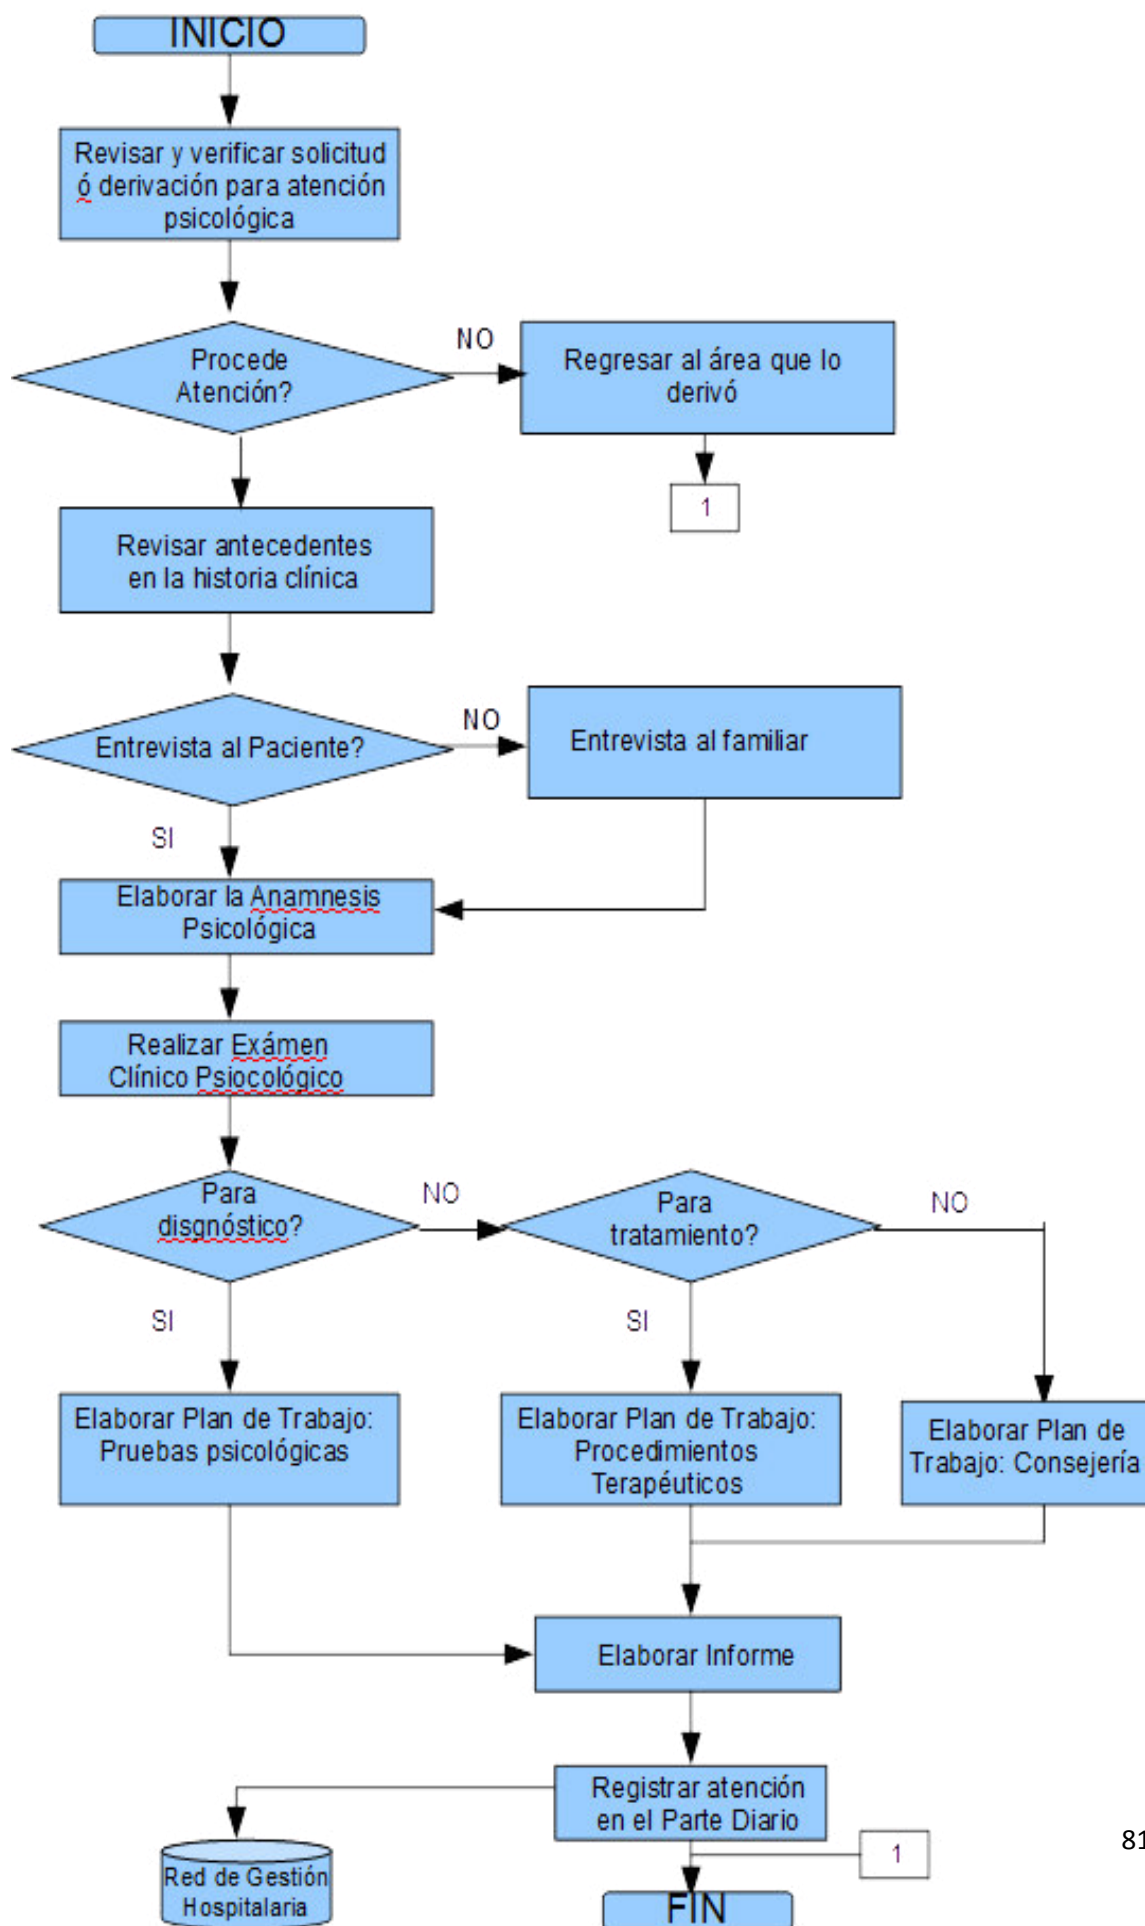 INICIO
Revisar y verificar solicitud
ó derivación para atención
psicológica
Procede
Atención?
NO
Regresar al área que lo
derivó
1
Revisar antecedentes
en la historia clínica
Entrevista al Paciente?
NO
Entrevista al familiar
SI
Elaborar la Anamnesis
Psicológica
Realizar Exámen
Clínico Psiocológico
Para
disgnóstico?
NO
Para
tratamiento?
NO
SI
SI
Elaborar Plan de Trabajo:
Pruebas psicológicas
Elaborar Plan de Trabajo:
Procedimientos
Terapéuticos
Elaborar Plan de
Trabajo: Consejería
Elaborar Informe
Registrar atención
en el Parte Diario
1
81
Red de Gestión
Hospitalaria
FIN